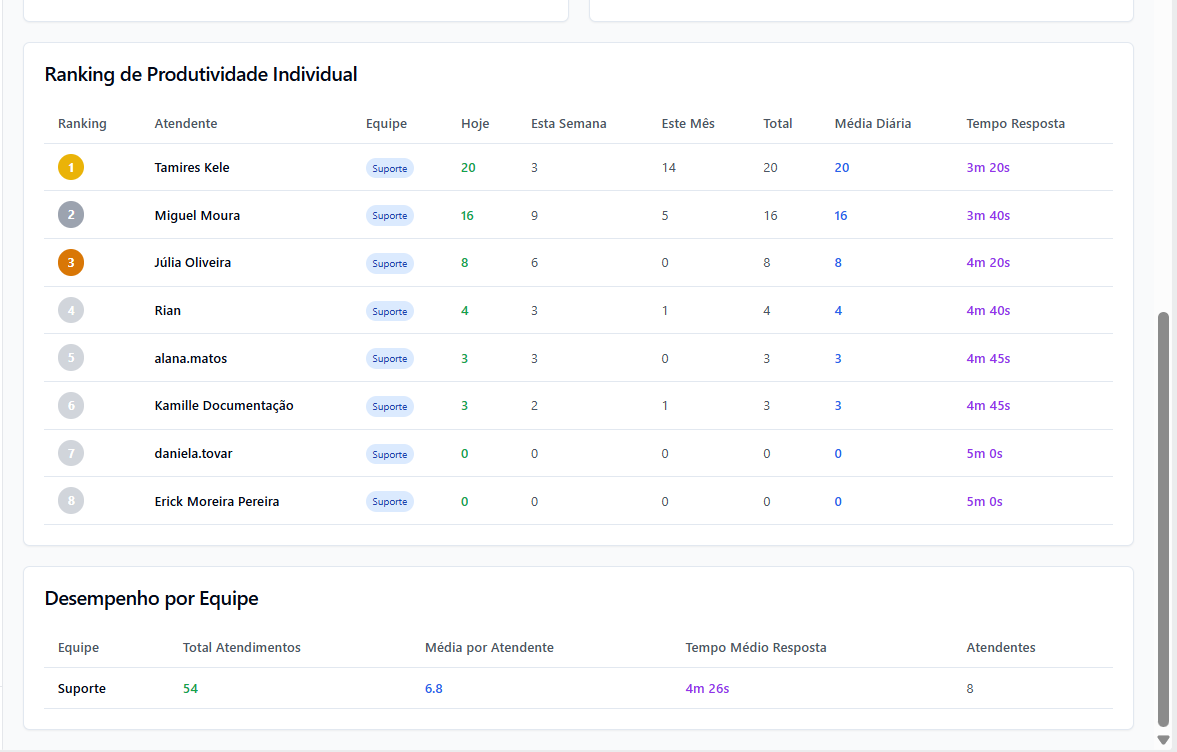 Ranking de Produtividade Individual
Ranking Atendente Equipe Hoje Esta Semana Este Mês Total Média Diária Tempo Resposta
1 Tamires Kele Suporte 20 3 14 20 20 3m 20s
2 Miguel Moura Suporte 16 9 5 16 16 3m 40s
3 Júlia Oliveira Suporte 8 6 0 8 8 4m 20s
4 Rian Suporte 4 3 1 4 4 4m 40s
5 alana.matos Suporte 3 3 0 3 3 4m 45s
6 Kamille Documentação Suporte 3 2 1 3 3 4m 45s
7 daniela.tovar Suporte 0 0 0 0 0 5m 0s
8 Erick Moreira Pereira Suporte 0 0 0 0 0 5m 0s
Desempenho por Equipe
Equipe Total Atendimentos Média por Atendente Tempo Médio Resposta Atendentes
Suporte 54 6.8 4m 26s 8